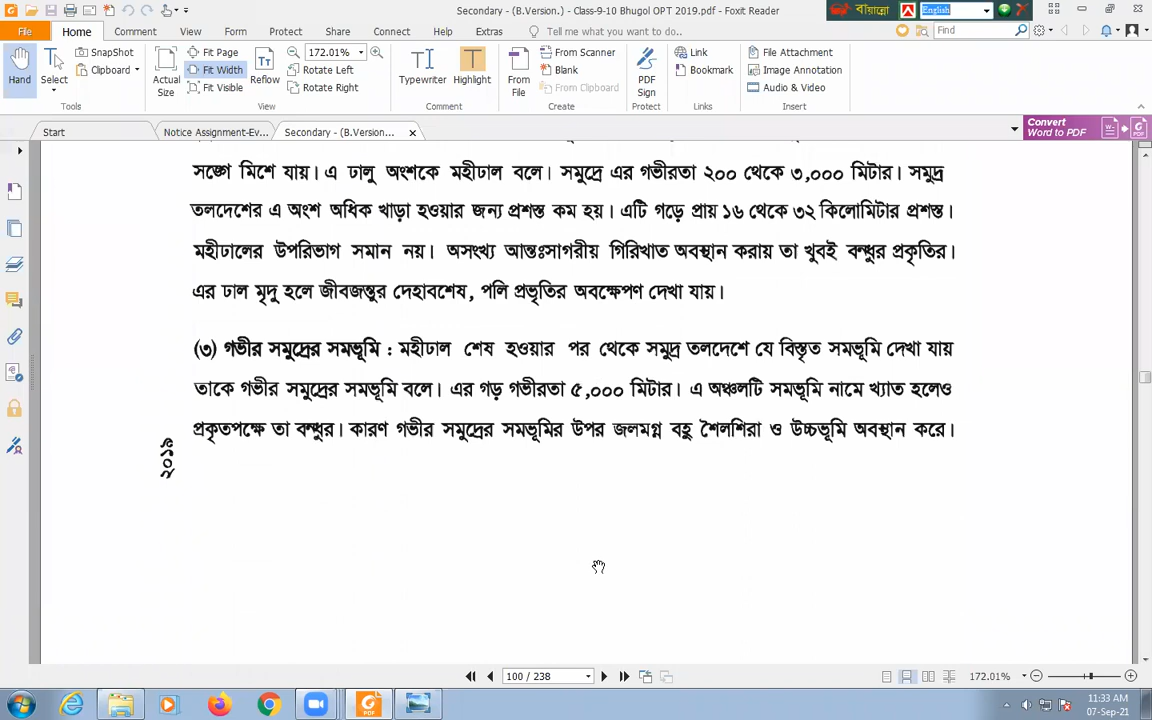 Secondary - (B.Version.) - Class-9-10 Bhugol OPT 2019.pdf - Foxit Reader
English
File Home Comment View Form Protect Share Connect Help Extras Tell me what you want to do.. Find
SnapShot
Clipboard
Hand
Select
Tools
Actual Size
Fit Page
Fit Width
Fit Visible
Reflow
172.01%
Rotate Left
Rotate Right
View
Typewriter
Highlight
Comment
From File
From Scanner
Blank
From Clipboard
Create
PDF Sign
Protect
Link
Bookmark
Links
File Attachment
Image Annotation
Audio & Video
Insert
Start Notice Assignment-Ev... Secondary - (B.Version...
Convert Word to PDF
সঙ্গে মিশে যায়। এ ঢালু অংশকে মহীঢাল বলে। সমুদ্রে এর গভীরতা ২০০ থেকে ৩,০০০ মিটার। সমুদ্র
তলদেশের এ অংশ অধিক খাড়া হওয়ার জন্য প্রশস্ত কম হয়। এটি গড়ে প্রায় ১৬ থেকে ৩২ কিলোমিটার প্রশস্ত।
মহীঢালের উপরিভাগ সমান নয়। অসংখ্য আন্তঃসাগরীয় গিরিখাত অবস্থান করায় তা খুবই বন্ধুর প্রকৃতির।
এর ঢাল মৃদু হলে জীবজন্তুর দেহাবশেষ, পলি প্রভৃতির অবক্ষেপণ দেখা যায়।
(৩) গভীর সমুদ্রের সমভূমি : মহীঢাল শেষ হওয়ার পর থেকে সমুদ্র তলদেশে যে বিস্তৃত সমভূমি দেখা যায়
তাকে গভীর সমুদ্রের সমভূমি বলে। এর গড় গভীরতা ৫,০০০ মিটার। এ অঞ্চলটি সমভূমি নামে খ্যাত হলেও
প্রকৃতপক্ষে তা বন্ধুর। কারণ গভীর সমুদ্রের সমভূমির উপর জলমগ্ন বহু শৈলশিরা ও উচ্চভূমি অবস্থান করে।
২০১৯
100 / 238
172.01%
11:33 AM
07-Sep-21